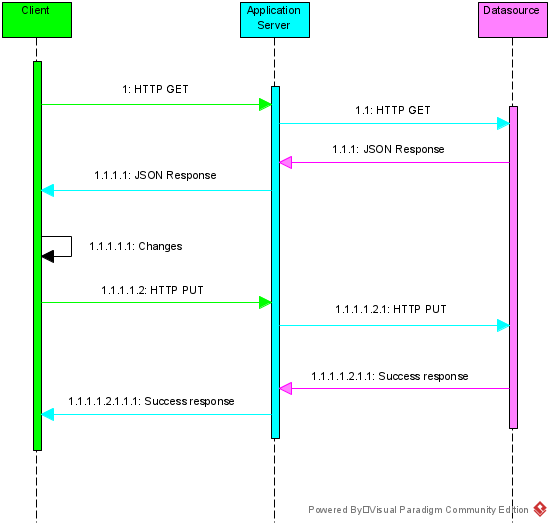 Client
Application
Server
Datasource
1: HTTP GET
1.1: HTTP GET
1.1.1: JSON Response
1.1.1.1: JSON Response
1.1.1.1.1: Changes
1.1.1.1.2: HTTP PUT
1.1.1.1.2.1: HTTP PUT
1.1.1.1.2.1.1: Success response
1.1.1.1.2.1.1.1: Success response
Powered By□Visual Paradigm Community Edition